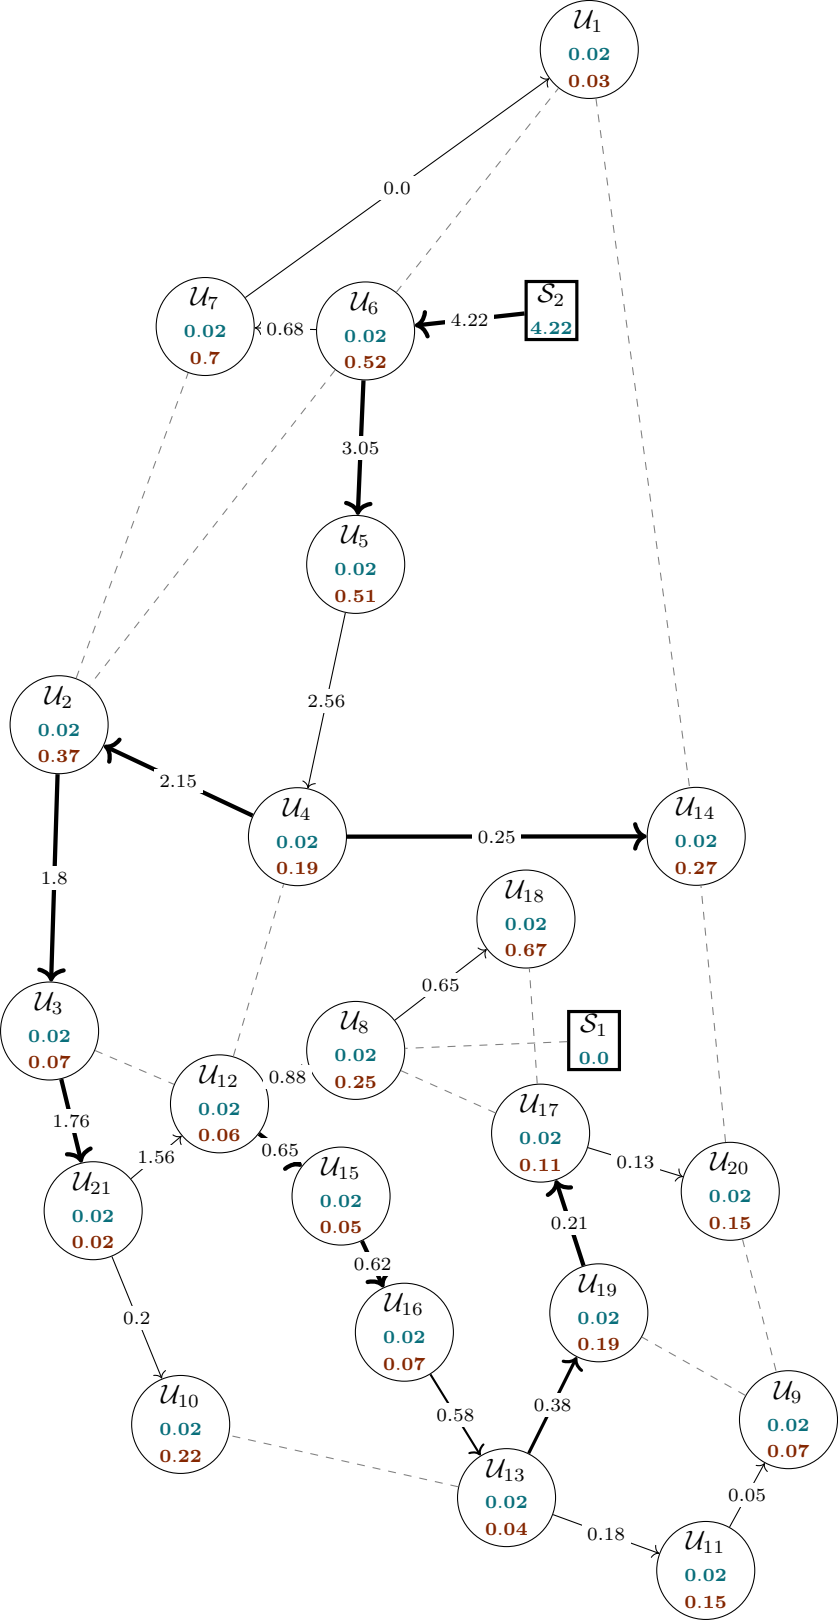 𝒰₁
0.02
0.03
0.0
𝒰₇
0.02
0.7
0.68
𝒰₆
0.02
0.52
4.22
𝒮₂
4.22
3.05
𝒰₅
0.02
0.51
2.56
𝒰₂
0.02
0.37
2.15
𝒰₄
0.02
0.19
0.25
𝒰₁₄
0.02
0.27
1.8
𝒰₁₈
0.02
0.67
0.65
𝒰₃
0.02
0.07
𝒰₈
0.02
0.25
𝒮₁
0.0
0.88
𝒰₁₂
0.02
0.06
𝒰₁₇
0.02
0.11
1.76
1.56
0.65
0.13
𝒰₂₁
0.02
0.02
𝒰₁₅
0.02
0.05
𝒰₂₀
0.02
0.15
0.21
0.62
0.2
𝒰₁₆
0.02
0.07
𝒰₁₉
0.02
0.19
𝒰₁₀
0.02
0.22
0.58
0.38
𝒰₉
0.02
0.07
𝒰₁₃
0.02
0.04
0.05
0.18
𝒰₁₁
0.02
0.15